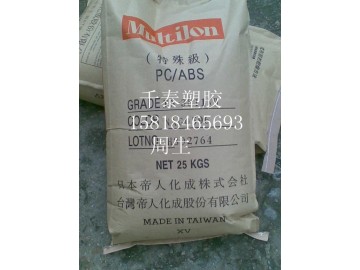 Multilon
(特殊級)
PC/ABS
GRADE
千泰塑胶
15818465693
LOTNO
2764
周生
NET 25 KGS
日本帝人化成株式会社
台灣帝人化成股份有限公司
MADE IN TAIWAN
XV